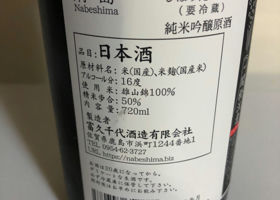 Nabeshima
(要冷蔵)
純米吟醸原酒
品目:日本酒
原材料名:米(国産)、米麹(国産米)
アルコール分:16度
使用米:雄山錦100%
精米歩合:50%
内容量:720ml
製造者
富久千代酒造有限会社
佐賀県鹿島市浜町1244番地1
TEL 0954-62-3727
https://nabeshima.biz